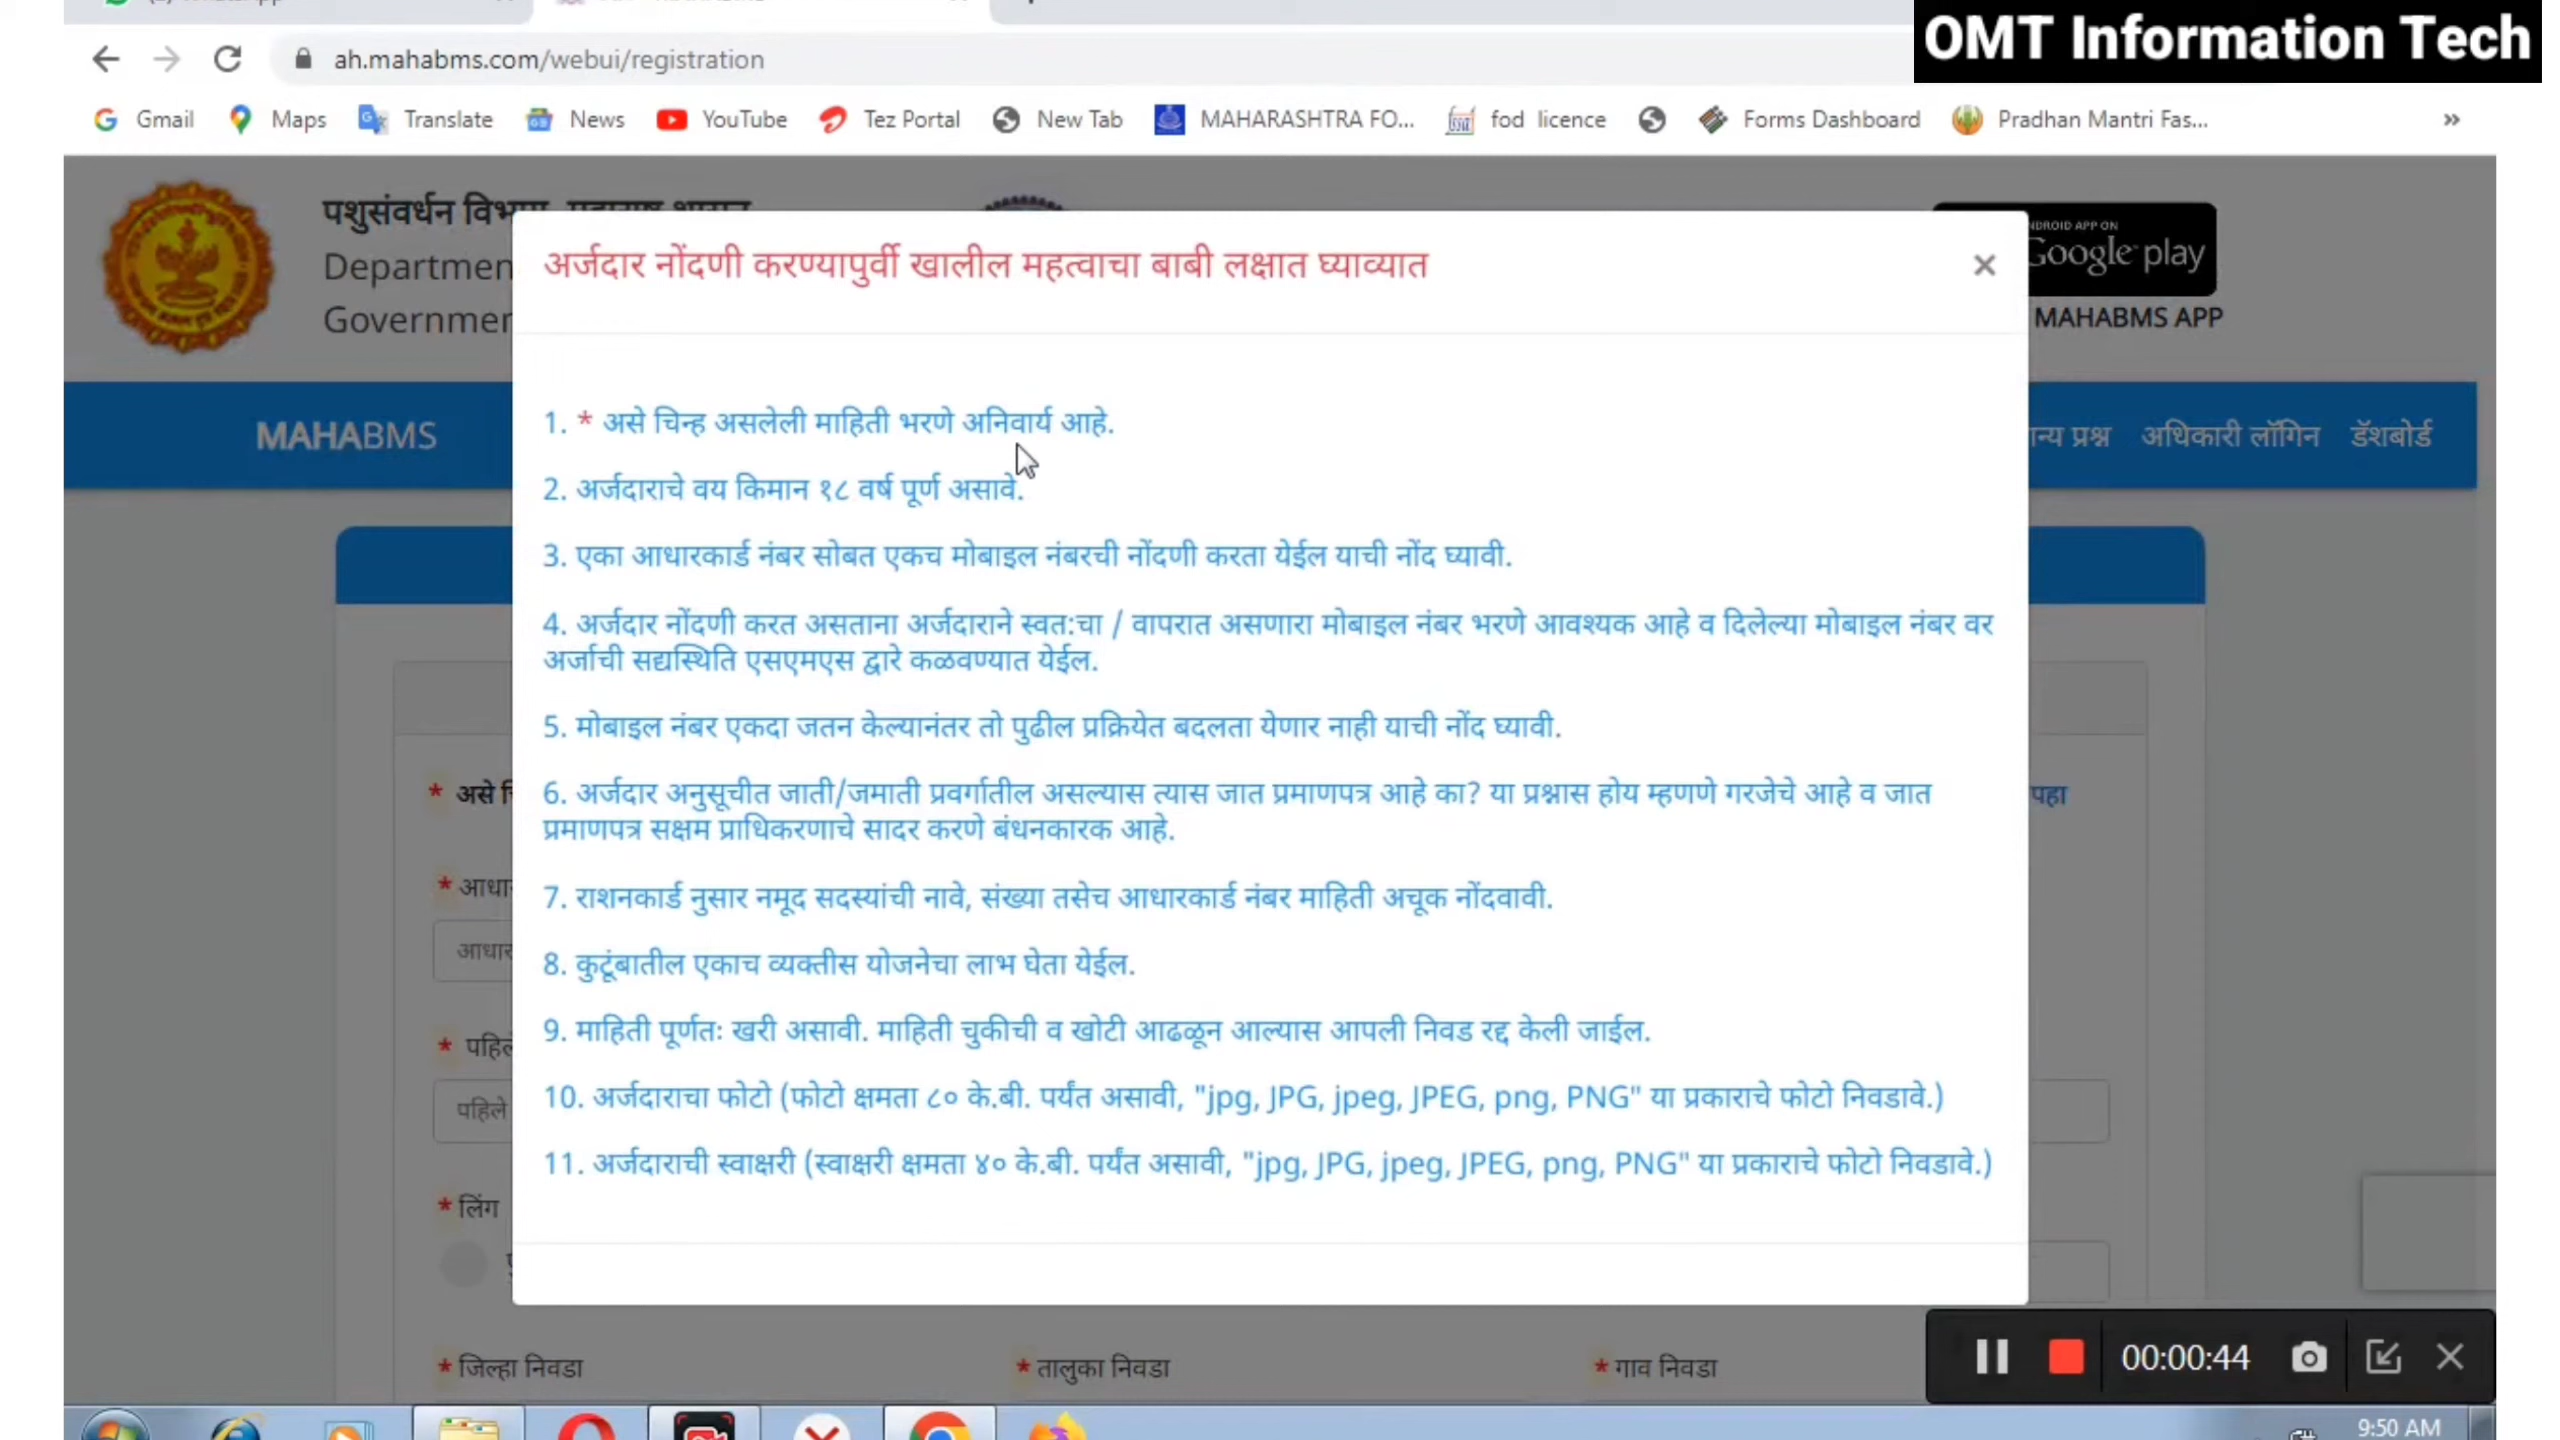 OMT Information Tech
ah.mahabms.com/webui/registration
Gmail Maps Translate News YouTube Tez Portal New Tab MAHARASHTRA FO... fod licence Forms Dashboard Pradhan Mantri Fas... »
पशुसंवर्धन
ANDROID APP ON
Google play
MAHABMS APP
MAHABMS
अधिकारी लॉगिन डॅशबोर्ड
अर्जदार नोंदणी करण्यापुर्वी खालील महत्वाचा बाबी लक्षात घ्याव्यात
×
1. * असे चिन्ह असलेली माहिती भरणे अनिवार्य आहे.
2. अर्जदाराचे वय किमान १८ वर्ष पूर्ण असावे.
3. एका आधारकार्ड नंबर सोबत एकच मोबाइल नंबरची नोंदणी करता येईल याची नोंद घ्यावी.
4. अर्जदार नोंदणी करत असताना अर्जदाराने स्वत:चा / वापरात असणारा मोबाइल नंबर भरणे आवश्यक आहे व दिलेल्या मोबाइल नंबर वर
अर्जाची सद्यस्थिति एसएमएस द्वारे कळवण्यात येईल.
5. मोबाइल नंबर एकदा जतन केल्यानंतर तो पुढील प्रक्रियेत बदलता येणार नाही याची नोंद घ्यावी.
6. अर्जदार अनुसूचीत जाती/जमाती प्रवर्गातील असल्यास त्यास जात प्रमाणपत्र आहे का? या प्रश्नास होय म्हणणे गरजेचे आहे व जात
प्रमाणपत्र सक्षम प्राधिकरणाचे सादर करणे बंधनकारक आहे.
7. राशनकार्ड नुसार नमूद सदस्यांची नावे, संख्या तसेच आधारकार्ड नंबर माहिती अचूक नोंदवावी.
8. कुटूंबातील एकाच व्यक्तीस योजनेचा लाभ घेता येईल.
9. माहिती पूर्णतः खरी असावी. माहिती चुकीची व खोटी आढळून आल्यास आपली निवड रद्द केली जाईल.
10. अर्जदाराचा फोटो (फोटो क्षमता ८० के.बी. पर्यंत असावी, "jpg, JPG, jpeg, JPEG, png, PNG" या प्रकाराचे फोटो निवडावे.)
11. अर्जदाराची स्वाक्षरी (स्वाक्षरी क्षमता ४० के.बी. पर्यंत असावी, "jpg, JPG, jpeg, JPEG, png, PNG" या प्रकाराचे फोटो निवडावे.)
* असे
पहा
पहिले
* लिंग
* जिल्हा निवडा * तालुका निवडा * गाव निवडा
00:00:44
9:50 AM